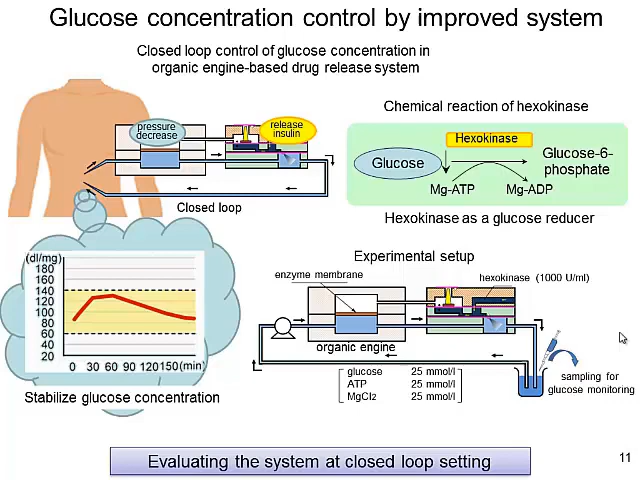 Glucose concentration control by improved system
Closed loop control of glucose concentration in
organic engine-based drug release system
pressure
decrease
release
insulin
Closed loop
Chemical reaction of hexokinase
Hexokinase
Glucose
Glucose-6-
phosphate
Mg-ATP
Mg-ADP
Hexokinase as a glucose reducer
(dl/mg)
180
160
140
120
100
80
60
40
20
0 30 60 90 120 150 (min)
Stabilize glucose concentration
Experimental setup
enzyme membrane
hexokinase (1000 U/ml)
organic engine
glucose 25 mmol/l
ATP 25 mmol/l
MgCl2 25 mmol/l
sampling for
glucose monitoring
Evaluating the system at closed loop setting
11